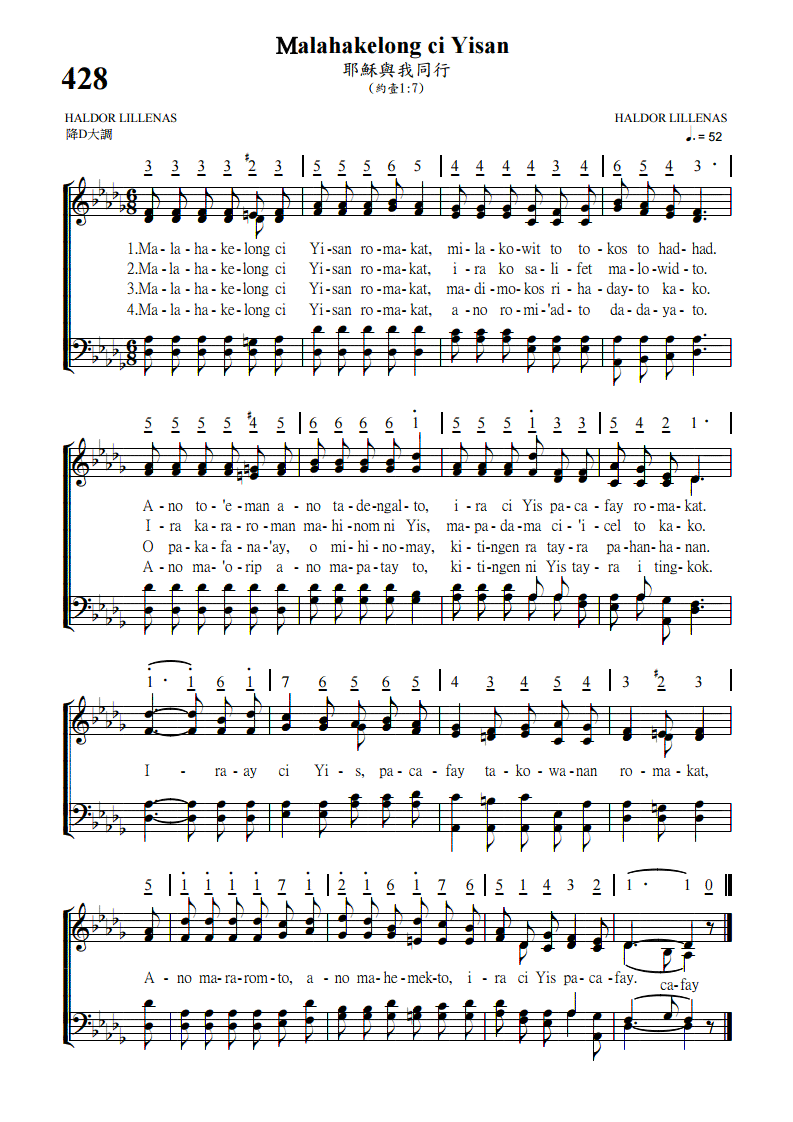 Malahakelong ci Yisan
428
耶穌與我同行
(約壹1:7)
HALDOR LILLENAS
HALDOR LILLENAS
降D大調
♩. = 52
3 3 3 3 #2 3 | 5 5 5 6 5 | 4 4 4 3 4 | 6 5 4 3 · |
1.Ma-la-ha-ke-long ci Yi-san ro-ma-kat, mi-la-ko-wit to to-kos to had-had.
2.Ma-la-ha-ke-long ci Yi-san ro-ma-kat, i-ra ko sa-li-fet ma-lo-wid-to.
3.Ma-la-ha-ke-long ci Yi-san ro-ma-kat, ma-di-mo-kos ri-ha-day-to ka-ko.
4.Ma-la-ha-ke-long ci Yi-san ro-ma-kat, a-no ro-mi-'ad-to da-da-ya-to.
5 5 5 5 #4 5 | 6 6 6 6 1 | 5 5 5 1 3 3 | 5 4 2 1 · |
A-no to-'e-man a-no ta-de-ngal-to, i-ra ci Yis pa-ca-fay ro-ma-kat.
I-ra ka-ra-ro-man ma-hi-nom ni Yis, ma-pa-da-ma ci-'i-cel to ka-ko.
O pa-ka-fa-na-'ay, o mi-hi-no-may, ki-ti-ngen ra tay-ra pa-han-ha-nan.
A-no ma-'o-rip a-no ma-pa-tay to, ki-ti-ngen ni Yis tay-ra i ting-kok.
1 · 1 6 1 | 7 6 5 6 5 | 4 3 4 5 4 | 3 #2 3 |
I - ra-ay ci Yi-s, pa-ca-fay ta-ko-wa-nan ro-ma-kat,
5 | 1 1 1 7 1 | 2 1 6 1 7 6 | 5 1 4 3 2 | 1 · 1 0
A-no ma-ra-rom-to, a-no ma-he-mek-to, i-ra ci Yis pa-ca-fay.
ca-fay